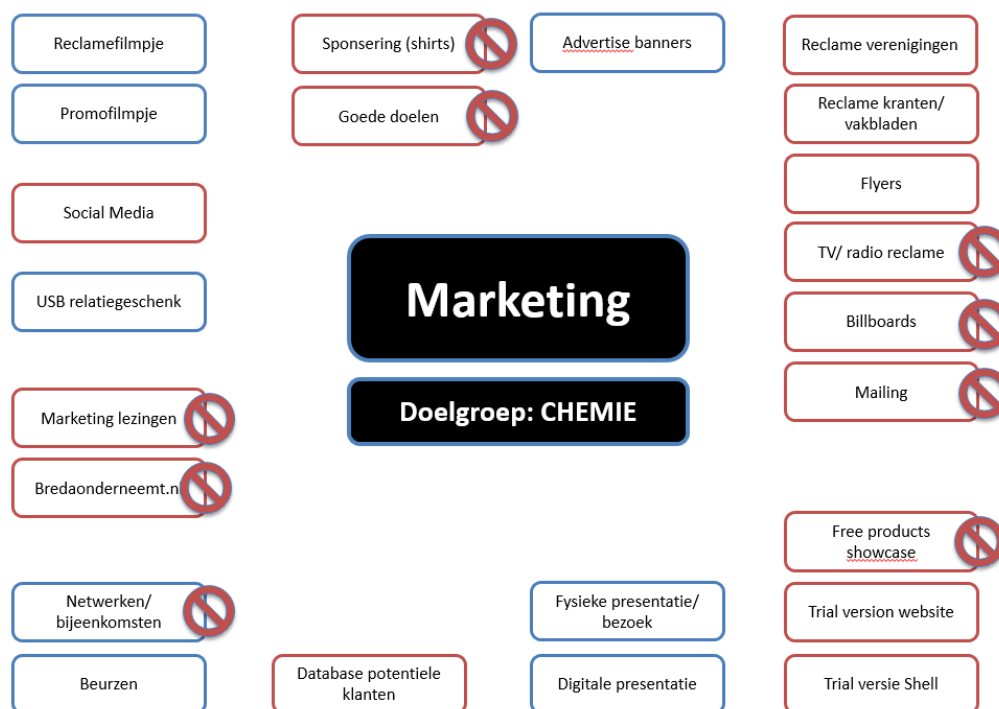 Reclamefilmpje
Sponsering (shirts)
Advertise banners
Reclame verenigingen
Promofilmpje
Goede doelen
Reclame kranten/
vakbladen
Flyers
Social Media
TV/ radio reclame
USB relatiegeschenk
Marketing
Billboards
Doelgroep: CHEMIE
Mailing
Marketing lezingen
Bredaonderneemt.nl
Free products
showcase
Netwerken/
bijeenkomsten
Fysieke presentatie/
bezoek
Trial version website
Beurzen
Database potentiele
klanten
Digitale presentatie
Trial versie Shell